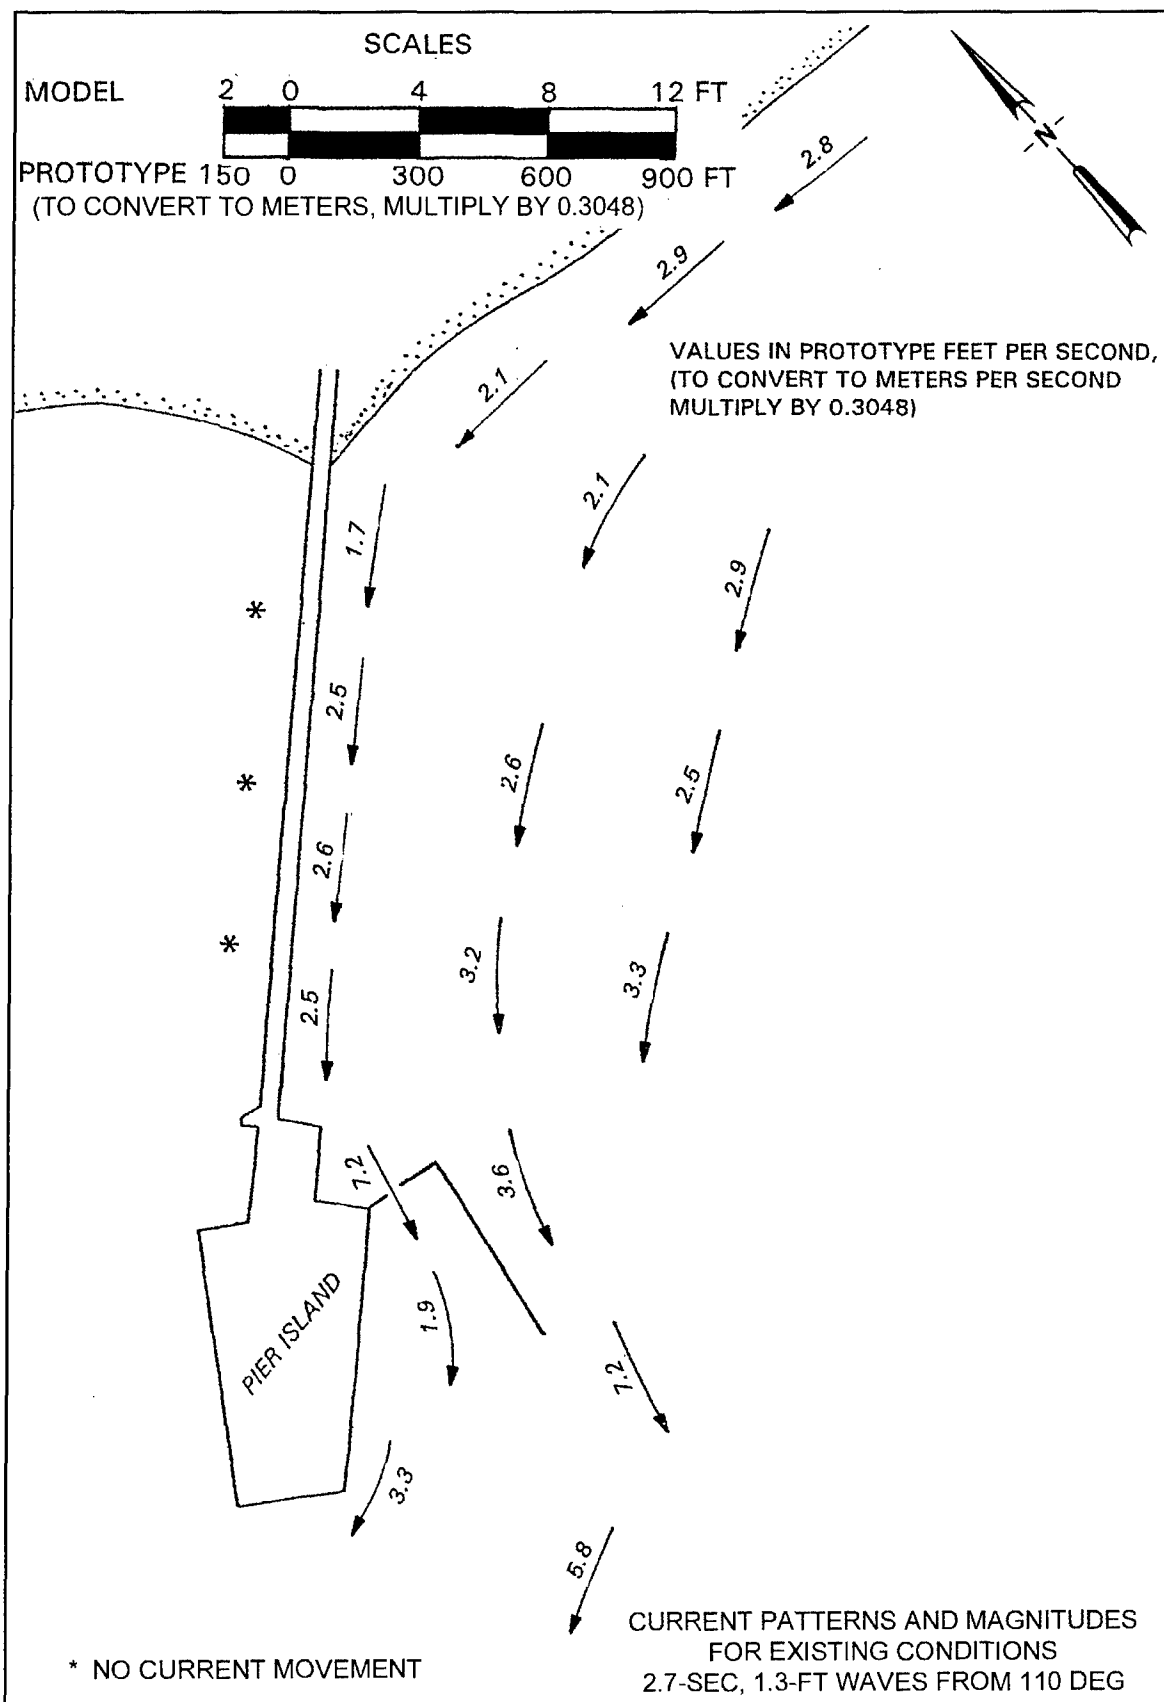 SCALES
MODEL 2 0 4 8 12 FT
PROTOTYPE 150 0 300 600 900 FT
(TO CONVERT TO METERS, MULTIPLY BY 0.3048)
N
2.8
2.9
VALUES IN PROTOTYPE FEET PER SECOND,
(TO CONVERT TO METERS PER SECOND
MULTIPLY BY 0.3048)
2.1
2.1
1.7
2.9
*
2.5
2.6
2.5
*
2.6
*
3.2
3.3
2.5
7.2
3.6
1.9
PIER ISLAND
7.2
3.3
5.8
* NO CURRENT MOVEMENT
CURRENT PATTERNS AND MAGNITUDES
FOR EXISTING CONDITIONS
2.7-SEC, 1.3-FT WAVES FROM 110 DEG